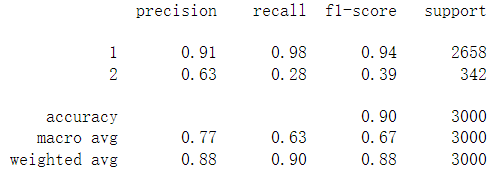 precision recall f1-score support
1 0.91 0.98 0.94 2658
2 0.63 0.28 0.39 342
accuracy 0.90 3000
macro avg 0.77 0.63 0.67 3000
weighted avg 0.88 0.90 0.88 3000